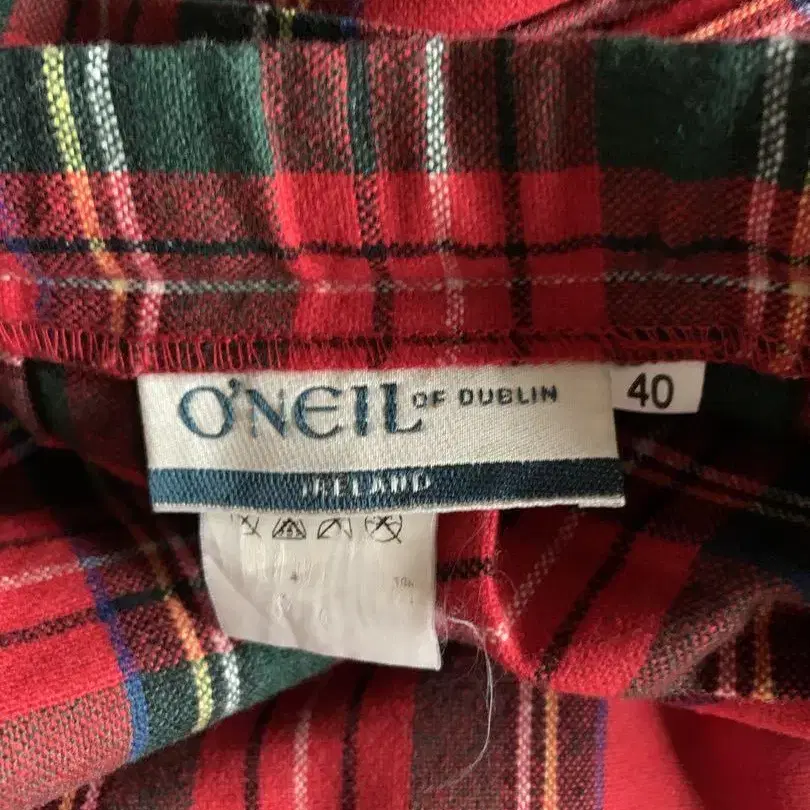 O'NEIL OF DUBLIN
40
IRELAND